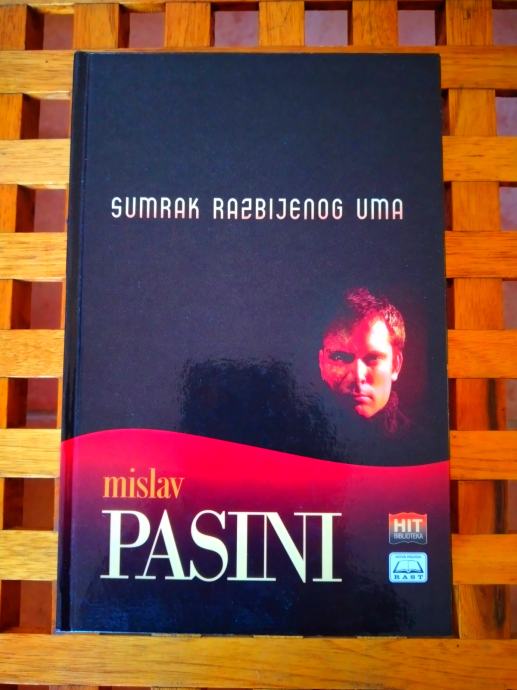 SUMRAK RAZBIJENOG UMA
mislav
PASINI
HIT
BIBLIOTEKA
RAST